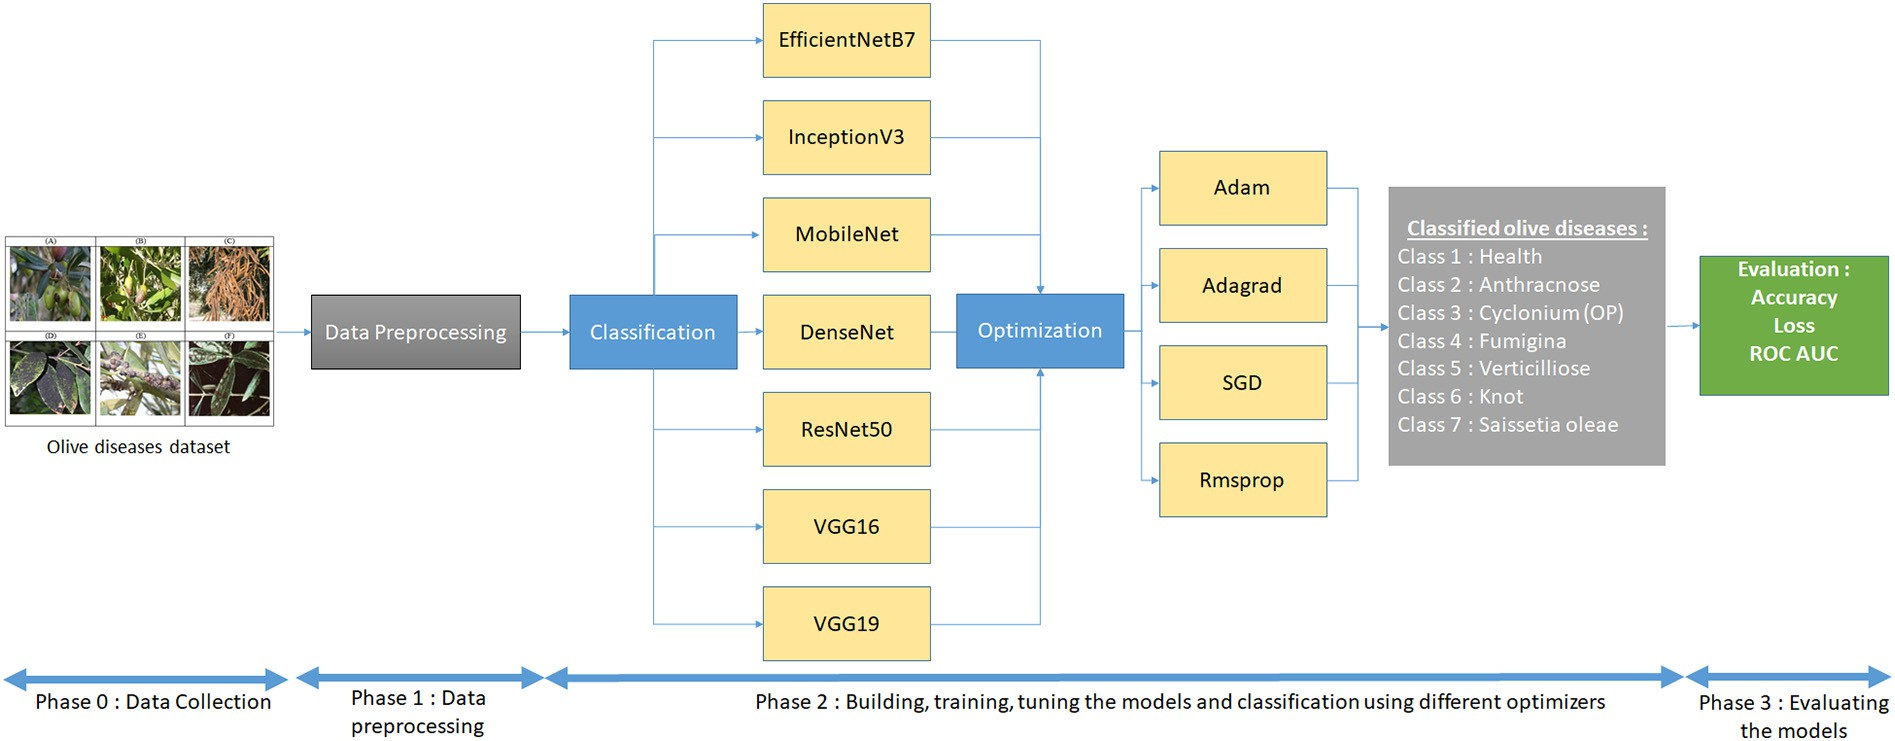 (A) (B) (C)
(D) (E) (F)
Olive diseases dataset
Data Preprocessing
Classification
EfficientNetB7
InceptionV3
MobileNet
DenseNet
ResNet50
VGG16
VGG19
Optimization
Adam
Adagrad
SGD
Rmsprop
Classified olive diseases :
Class 1 : Health
Class 2 : Anthracnose
Class 3 : Cyclonium (OP)
Class 4 : Fumigina
Class 5 : Verticilliose
Class 6 : Knot
Class 7 : Saissetia oleae
Evaluation :
Accuracy
Loss
ROC AUC
Phase 0 : Data Collection
Phase 1 : Data
preprocessing
Phase 2 : Building, training, tuning the models and classification using different optimizers
Phase 3 : Evaluating
the models